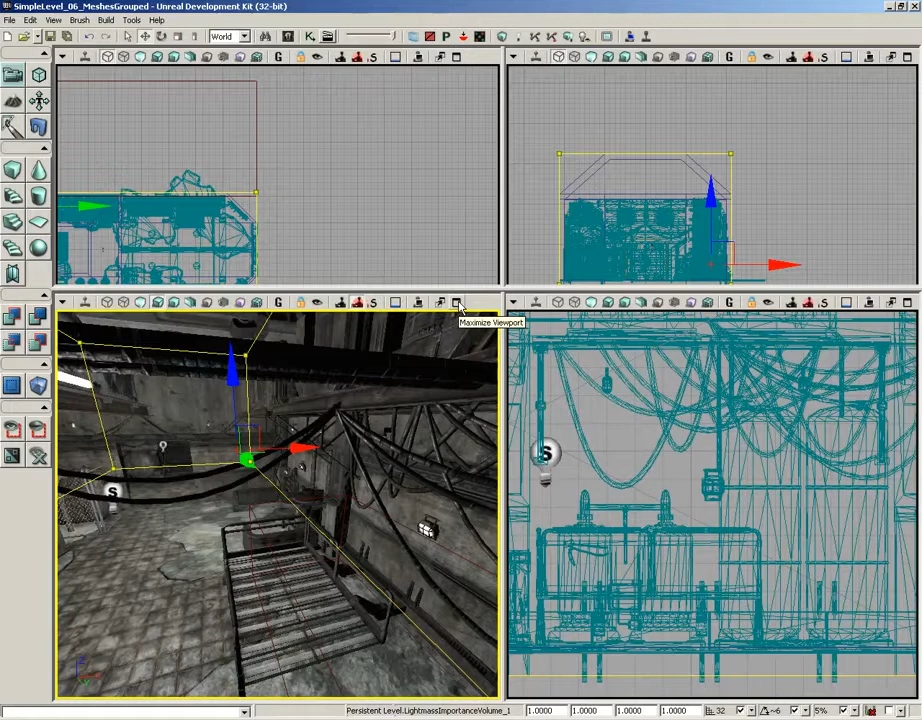 SimpleLevel_06_MeshesGrouped - Unreal Development Kit (32-bit)
File Edit View Brush Build Tools Help
World
G G
S S
Maximize Viewport
G G
S S
S
S
Z
Persistent Level.LightmassImportanceVolume_1 1.0000 1.0000 1.0000 1.0000 32 ~6 5%